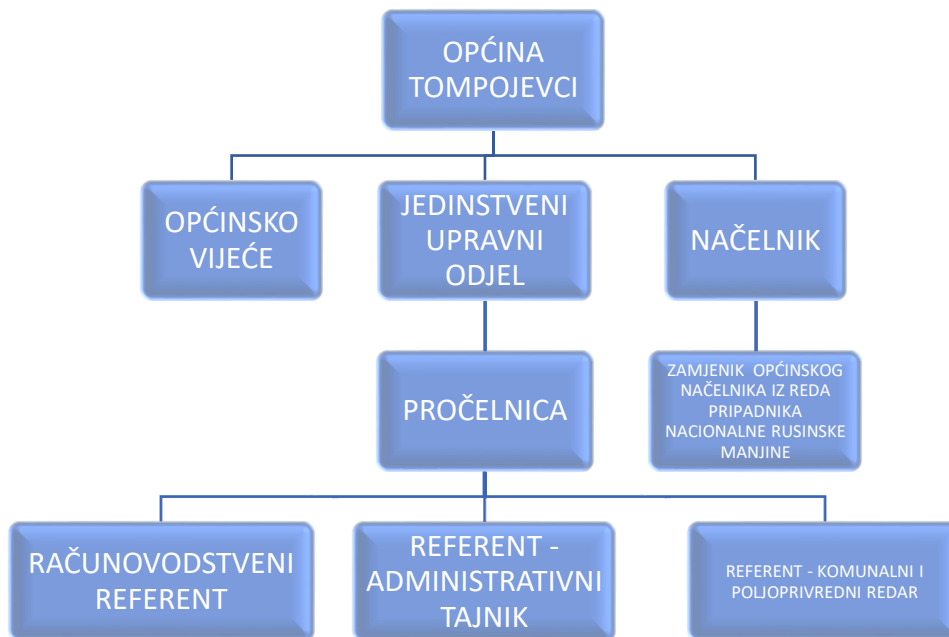 OPĆINA
TOMPOJEVCI
OPĆINSKO
VIJEĆE
JEDINSTVENI
UPRAVNI
ODJEL
NAČELNIK
PROČELNICA
ZAMJENIK OPĆINSKOG
NAČELNIKA IZ REDA
PRIPADNIKA
NACIONALNE RUSINSKE
MANJINE
RAČUNOVODSTVENI
REFERENT
REFERENT -
ADMINISTRATIVNI
TAJNIK
REFERENT - KOMUNALNI I
POLJOPRIVREDNI REDAR